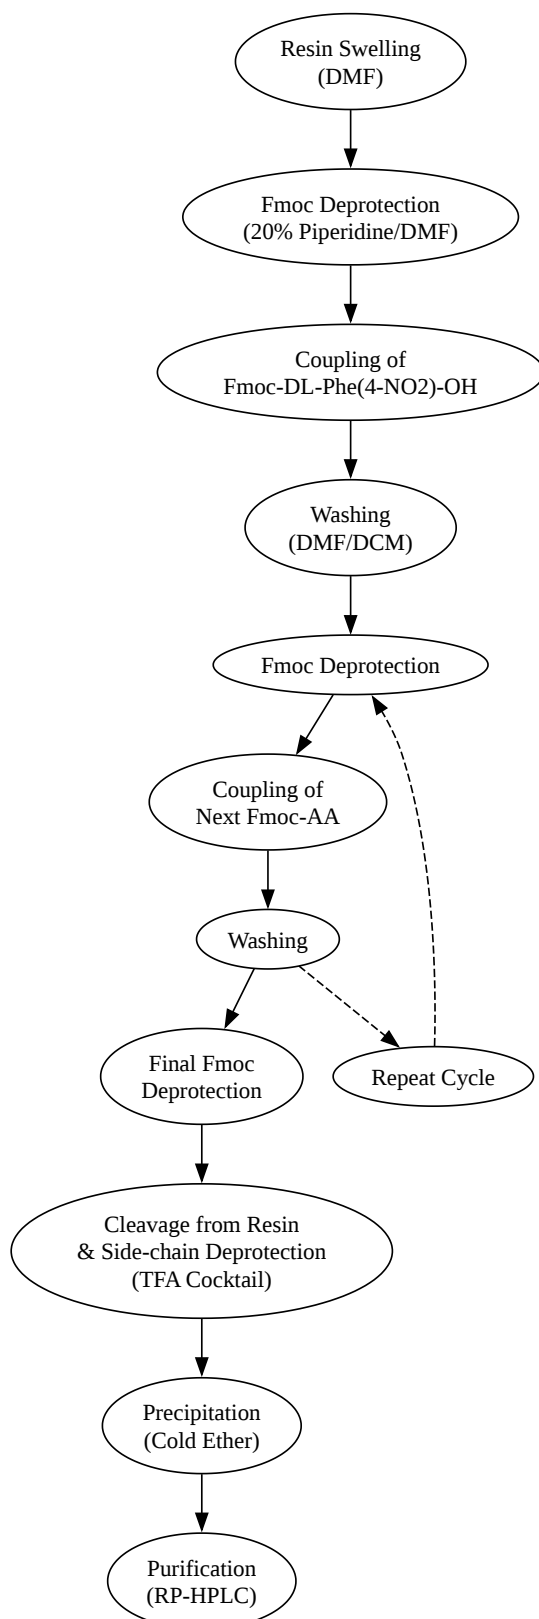 Resin Swelling
(DMF)
Fmoc Deprotection
(20% Piperidine/DMF)
Coupling of
Fmoc-DL-Phe(4-NO2)-OH
Washing
(DMF/DCM)
Fmoc Deprotection
Coupling of
Next Fmoc-AA
Washing
Final Fmoc
Deprotection
Repeat Cycle
Cleavage from Resin
& Side-chain Deprotection
(TFA Cocktail)
Precipitation
(Cold Ether)
Purification
(RP-HPLC)